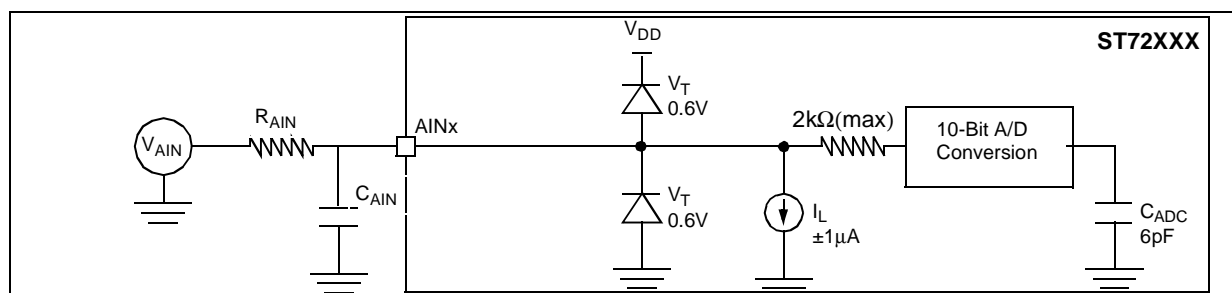 V_DD
ST72XXX
V_T
0.6V
R_AIN
AINx
2kΩ(max)
10-Bit A/D
Conversion
V_AIN
C_AIN
V_T
0.6V
I_L
±1μA
C_ADC
6pF